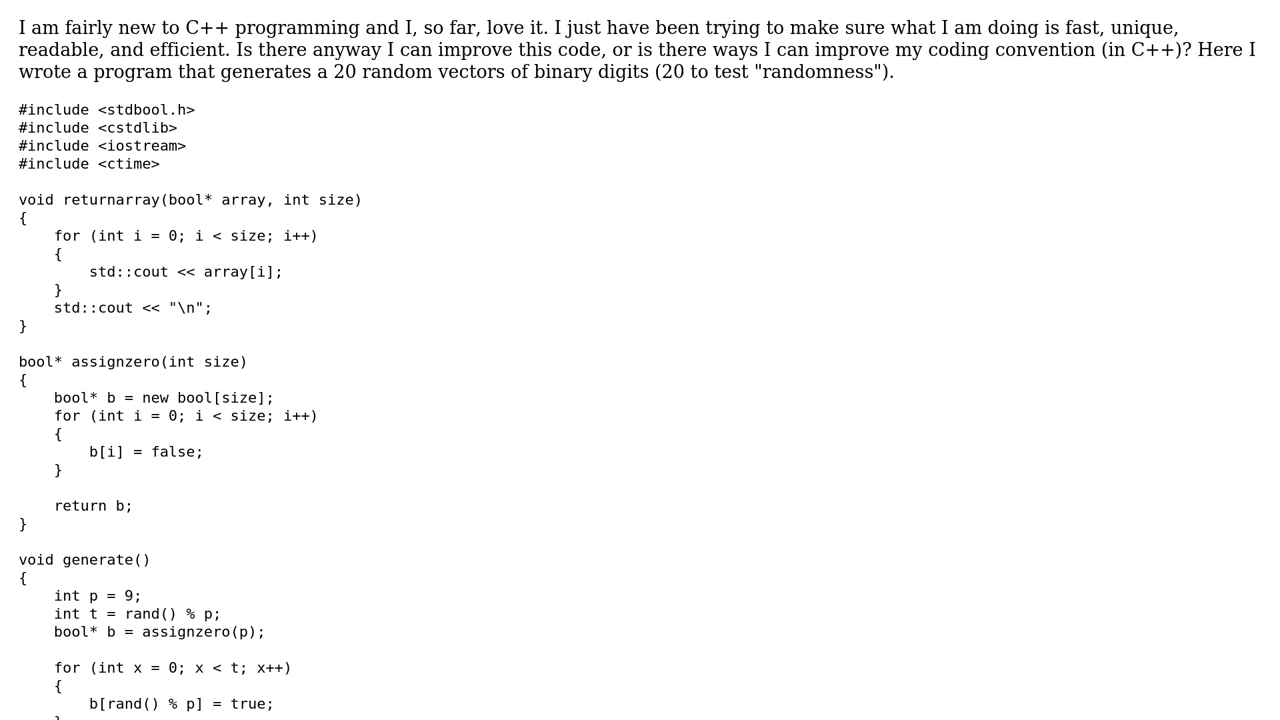 I am fairly new to C++ programming and I, so far, love it. I just have been trying to make sure what I am doing is fast, unique,
readable, and efficient. Is there anyway I can improve this code, or is there ways I can improve my coding convention (in C++)? Here I
wrote a program that generates a 20 random vectors of binary digits (20 to test "randomness").
#include <stdbool.h>
#include <cstdlib>
#include <iostream>
#include <ctime>
void returnarray(bool* array, int size)
{
    for (int i = 0; i < size; i++)
    {
        std::cout << array[i];
    }
    std::cout << "\n";
}
bool* assignzero(int size)
{
    bool* b = new bool[size];
    for (int i = 0; i < size; i++)
    {
        b[i] = false;
    }
    return b;
}
void generate()
{
    int p = 9;
    int t = rand() % p;
    bool* b = assignzero(p);
    for (int x = 0; x < t; x++)
    {
        b[rand() % p] = true;